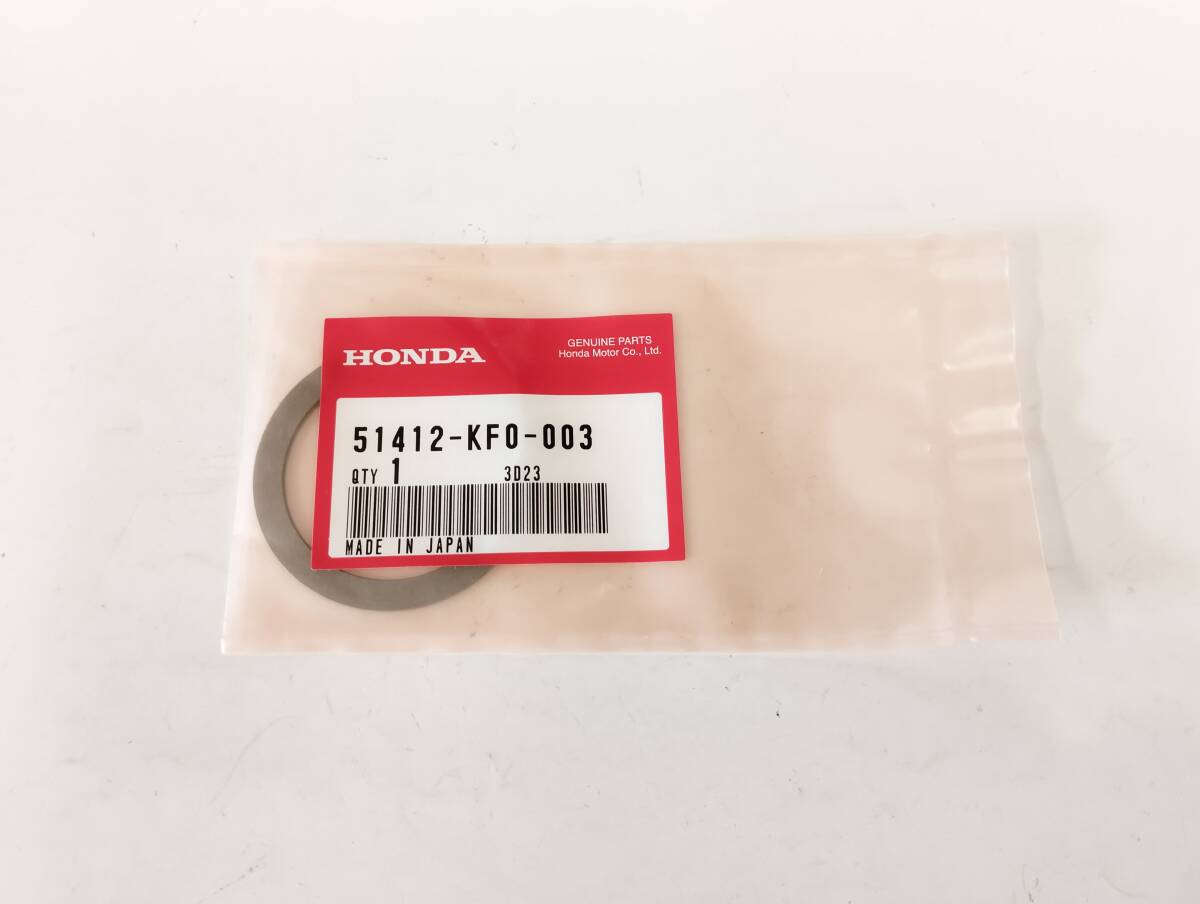 HONDA
GENUINE PARTS
Honda Motor Co., Ltd.
51412-KF0-003
QTY 1 3D23
MADE IN JAPAN